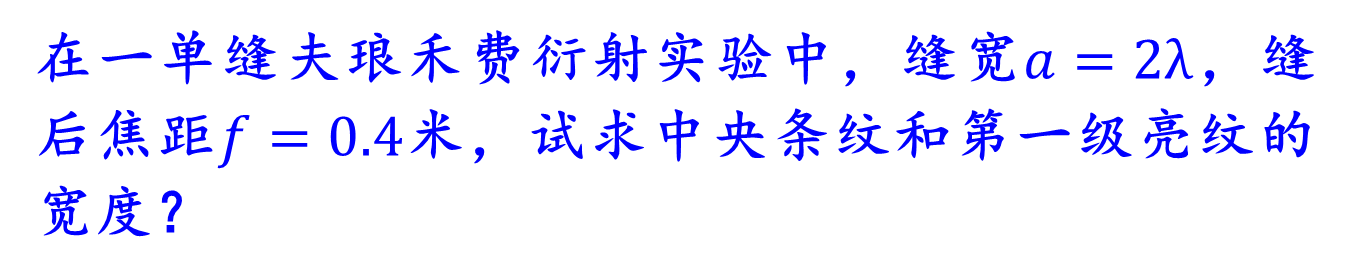 在一单缝夫琅禾费衍射实验中，缝宽a = 2λ，缝
后焦距f = 0.4米，试求中央条纹和第一级亮纹的
宽度？